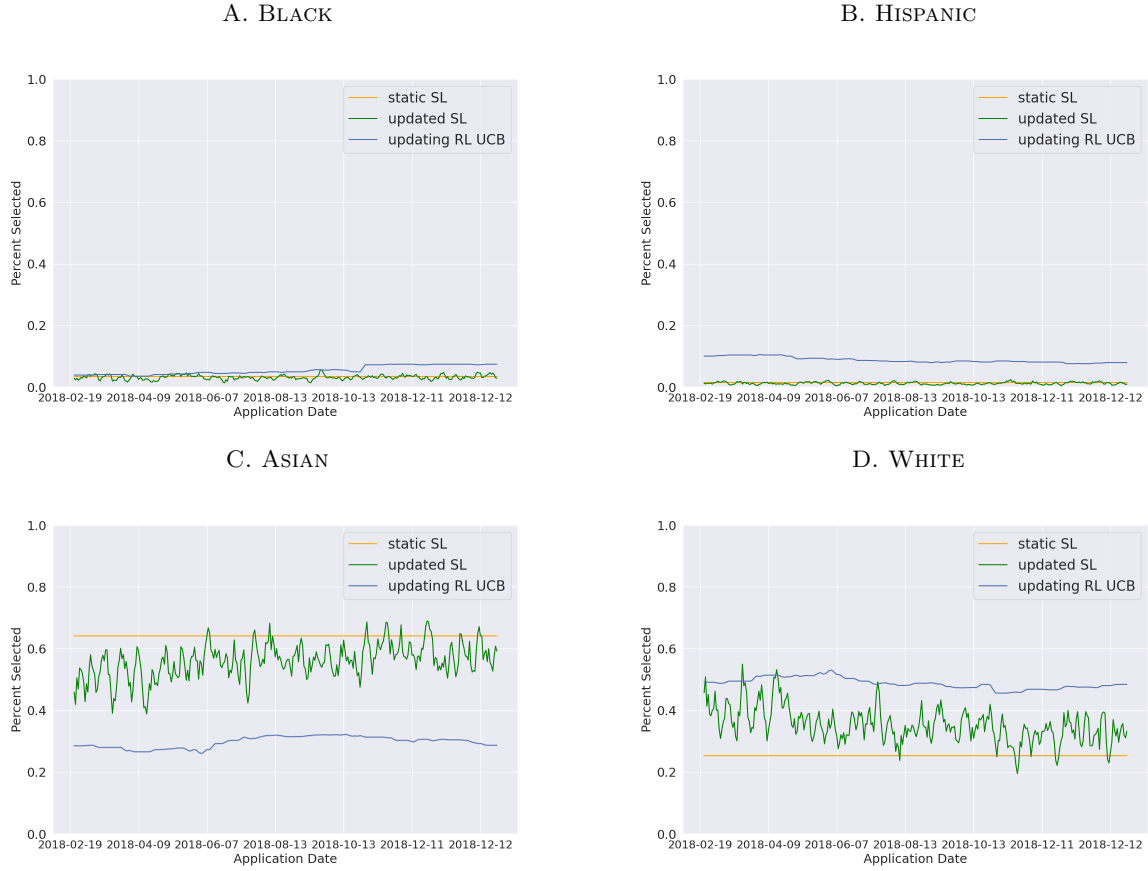 A. Black
1.0
0.8
0.6
0.4
0.2
0.0
Percent Selected
static SL
updated SL
updating RL UCB
2018-02-19 2018-04-09 2018-06-07 2018-08-13 2018-10-13 2018-12-11 2018-12-12
Application Date
B. Hispanic
1.0
0.8
0.6
0.4
0.2
0.0
Percent Selected
static SL
updated SL
updating RL UCB
2018-02-19 2018-04-09 2018-06-07 2018-08-13 2018-10-13 2018-12-11 2018-12-12
Application Date
C. Asian
1.0
0.8
0.6
0.4
0.2
0.0
Percent Selected
static SL
updated SL
updating RL UCB
2018-02-19 2018-04-09 2018-06-07 2018-08-13 2018-10-13 2018-12-11 2018-12-12
Application Date
D. White
1.0
0.8
0.6
0.4
0.2
0.0
Percent Selected
static SL
updated SL
updating RL UCB
2018-02-19 2018-04-09 2018-06-07 2018-08-13 2018-10-13 2018-12-11 2018-12-12
Application Date